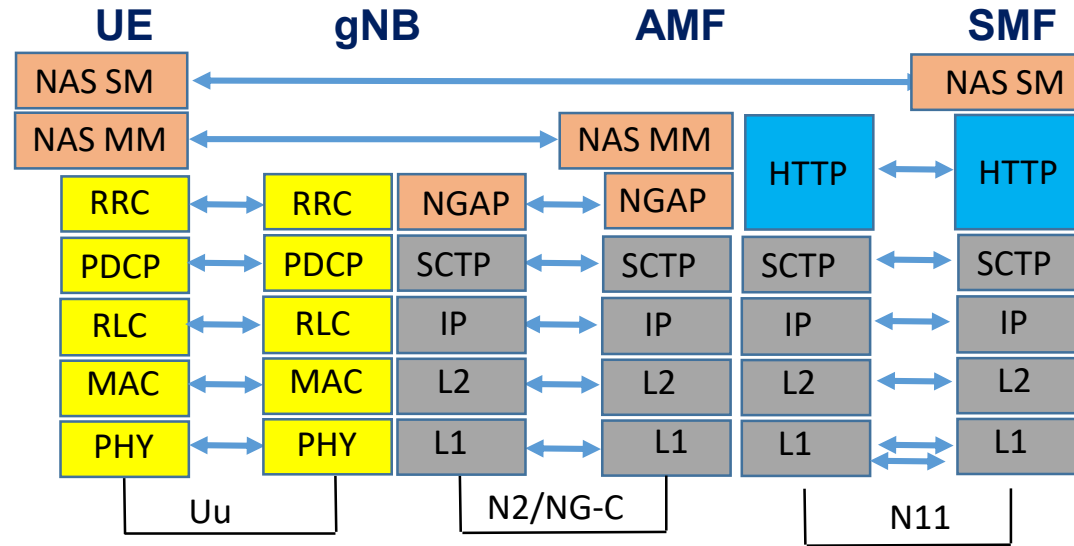 UE gNB AMF SMF
NAS SM NAS SM
NAS MM NAS MM HTTP HTTP
RRC RRC NGAP NGAP
PDCP PDCP SCTP SCTP SCTP SCTP
RLC RLC IP IP IP IP
MAC MAC L2 L2 L2 L2
PHY PHY L1 L1 L1 L1
Uu N2/NG-C N11